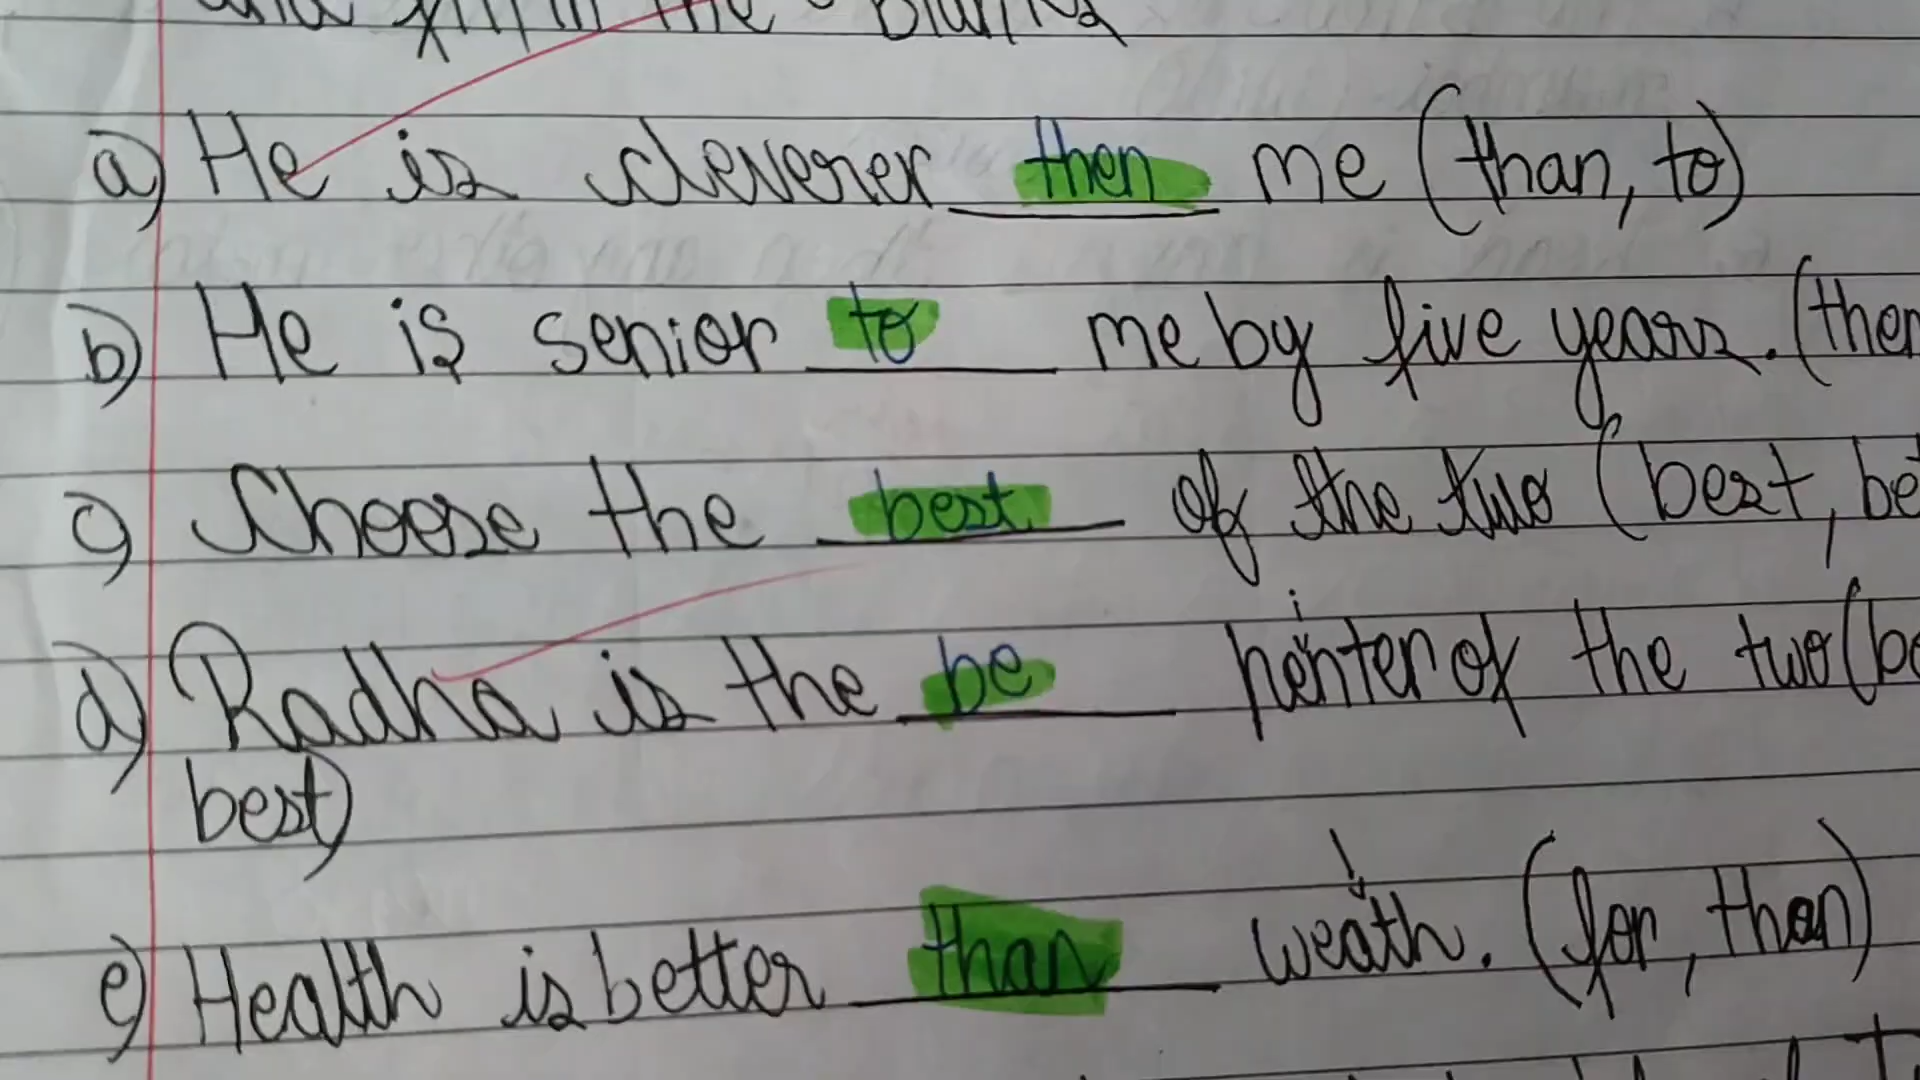 the
a) He is cleverer then me (than, to)
b) He is senior to me by five years. (then
c) Choose the best of the two (best, be
d) Radha is the be of the two (be
best)
e) Health is better than weath. (for, than)